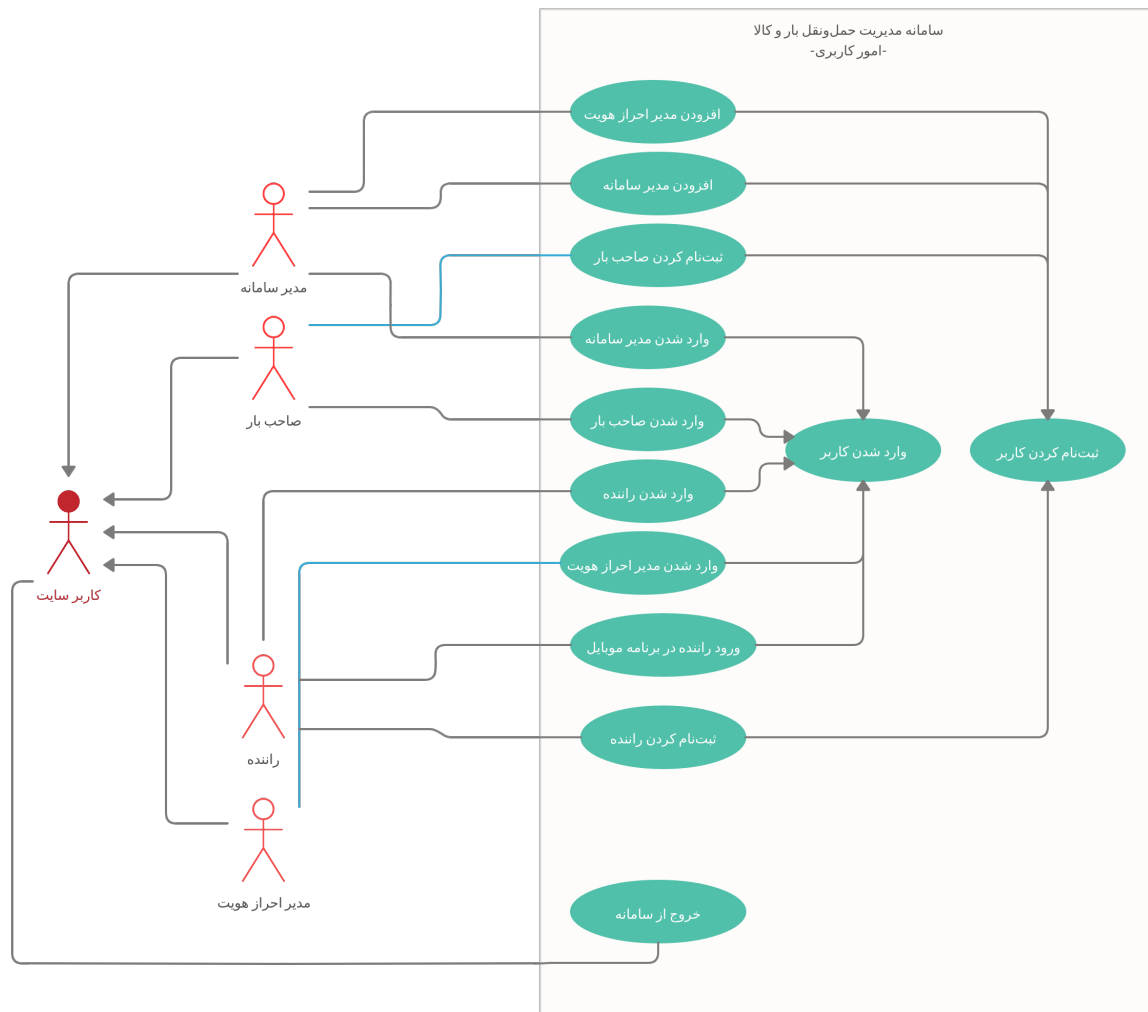 سامانه مدیریت حمل‌ونقل بار و کالا
-امور کاربری-
افزودن مدیر احراز هویت
افزودن مدیر سامانه
ثبت‌نام کردن صاحب بار
مدیر سامانه
وارد شدن مدیر سامانه
صاحب بار
وارد شدن صاحب بار
وارد شدن کاربر
ثبت‌نام کردن کاربر
وارد شدن راننده
وارد شدن مدیر احراز هویت
کاربر سایت
ورود راننده در برنامه موبایل
ثبت‌نام کردن راننده
راننده
مدیر احراز هویت
خروج از سامانه